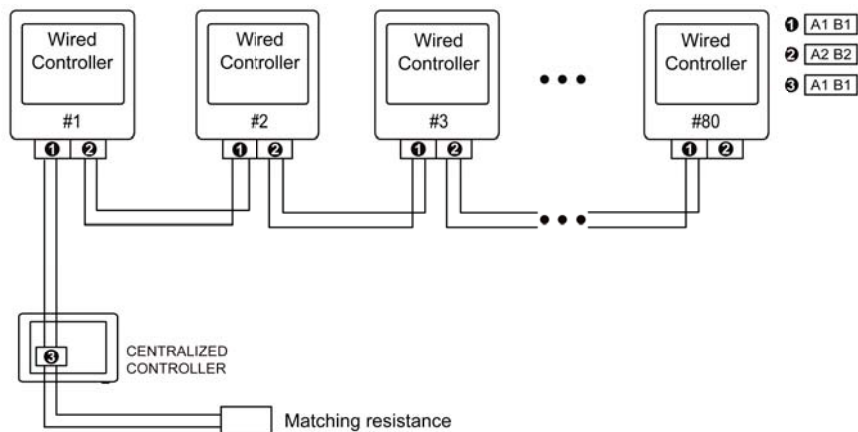 Wired
Controller
#1
❶ ❷
Wired
Controller
#2
❶ ❷
Wired
Controller
#3
❶ ❷
Wired
Controller
#80
❶ ❷
❶ A1 B1
❷ A2 B2
❸ A1 B1
❸
CENTRALIZED
CONTROLLER
Matching resistance